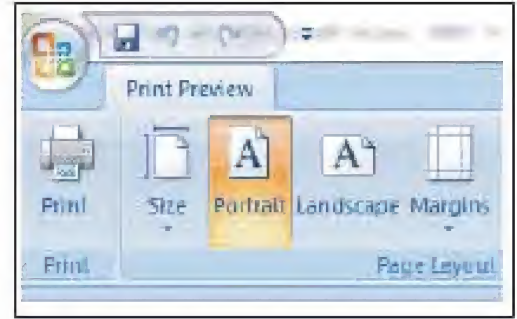 Print Preview
Print
Size
Portrait
Landscape
Margins
Print
Page Layout